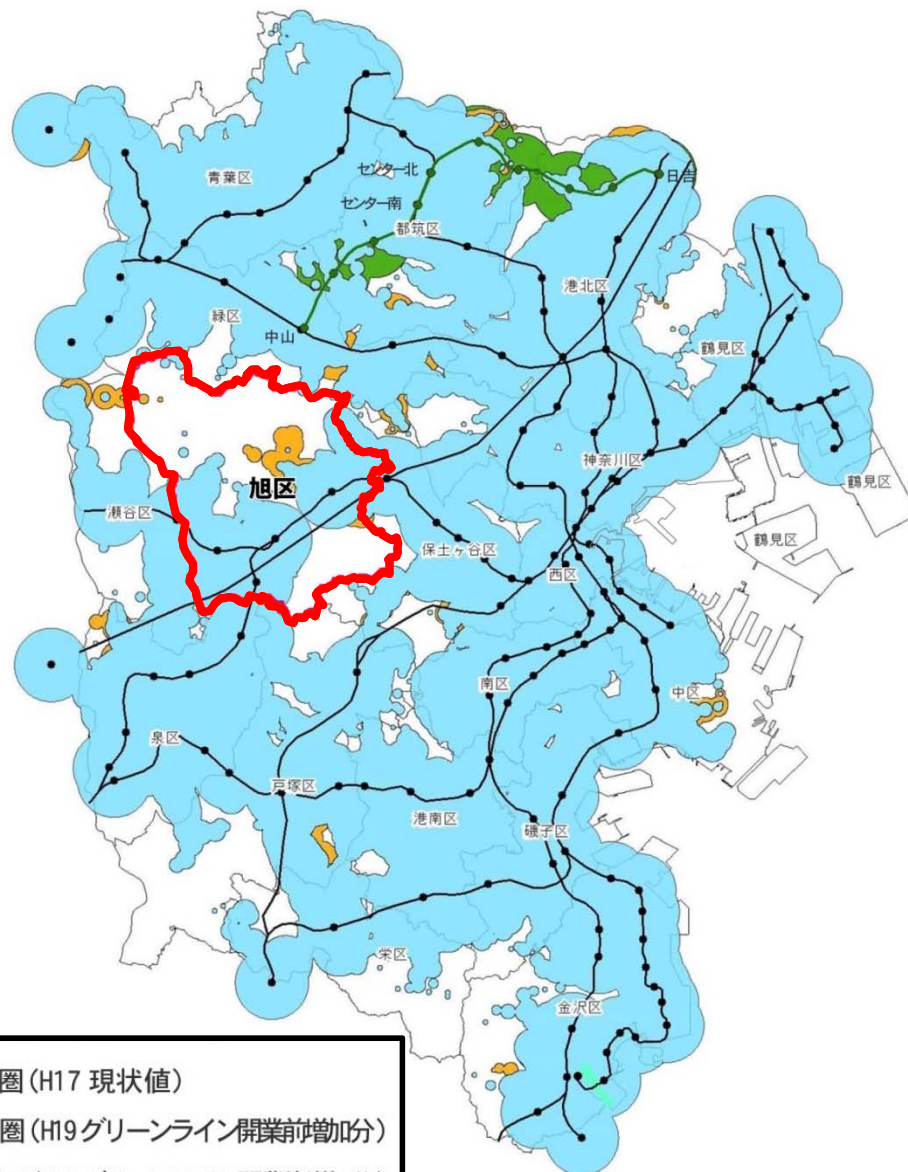 青葉区
センター北
日吉
センター南
都筑区
港北区
緑区
中山
鶴見区
神奈川区
旭区
鶴見区
瀬谷区
保土ヶ谷区
鶴見区
西区
南区
中区
泉区
戸塚区
港南区
磯子区
栄区
金沢区
圏(H17 現状値)
圏(H19グリーンライン開業前増加分)